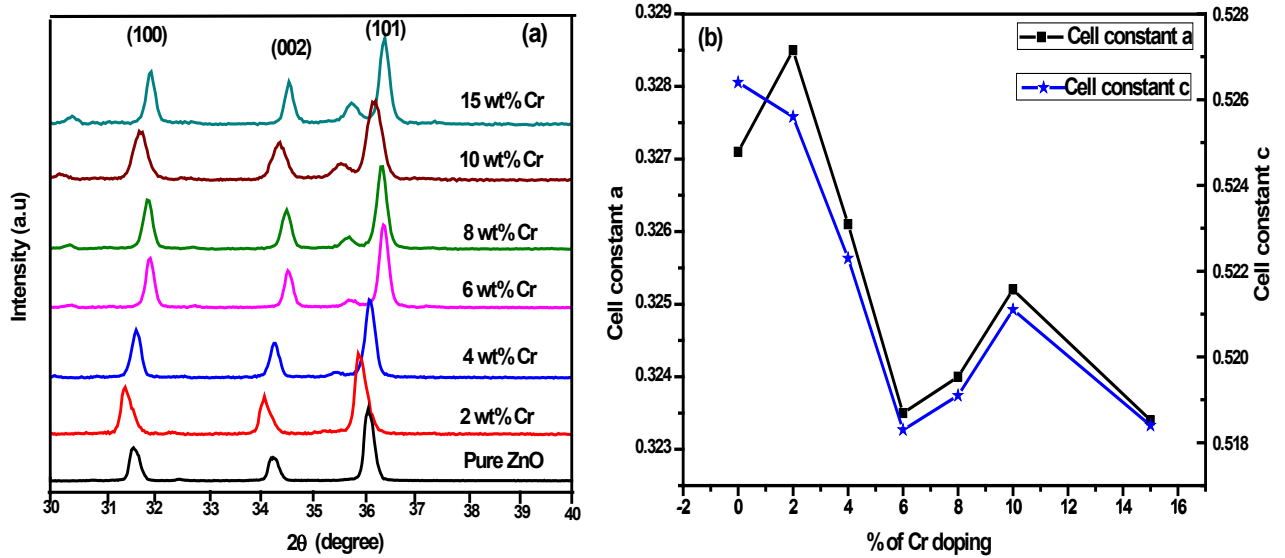 (100)
(002)
(101)
(a)
15 wt% Cr
10 wt% Cr
8 wt% Cr
6 wt% Cr
4 wt% Cr
2 wt% Cr
Pure ZnO
Intensity (a.u)
30 31 32 33 34 35 36 37 38 39 40
2θ (degree)
(b)
Cell constant a
Cell constant c
0.329
0.328
0.327
0.326
0.325
0.324
0.323
Cell constant a
0.528
0.526
0.524
0.522
0.520
0.518
Cell constant c
-2 0 2 4 6 8 10 12 14 16
% of Cr doping